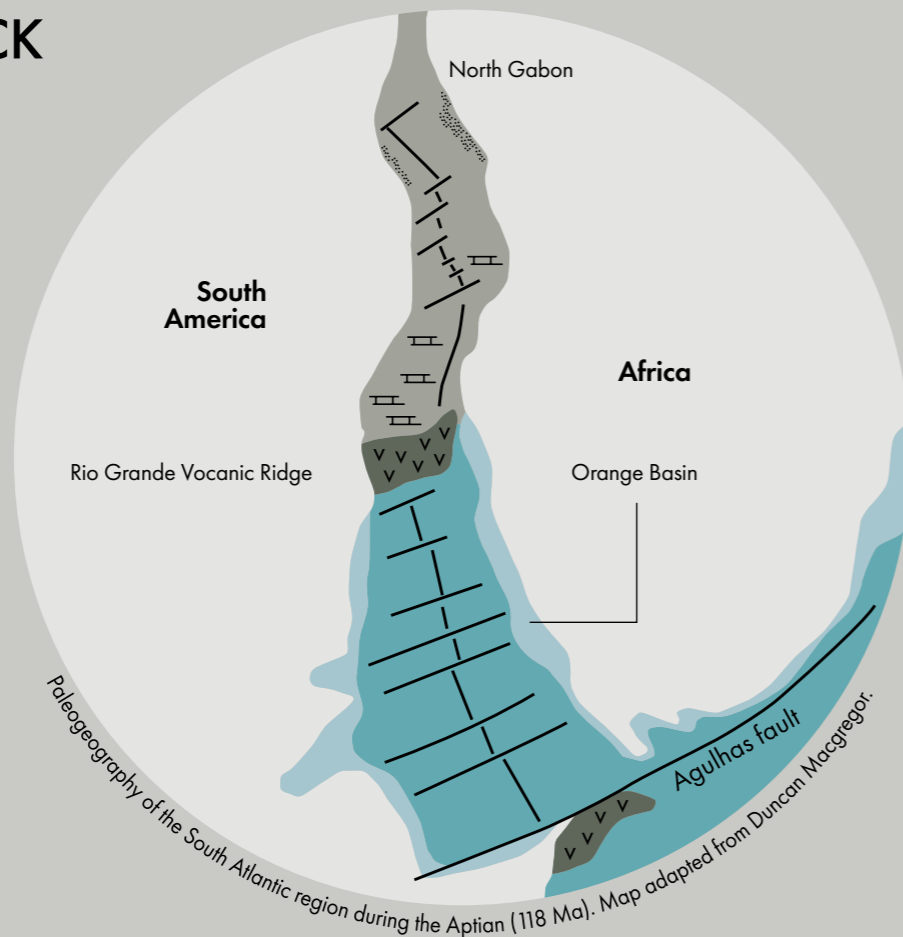 CK
North Gabon
South
America
Africa
Rio Grande Vocanic Ridge
Orange Basin
Agulhas fault
Paleogeography of the South Atlantic region during the Aptian (118 Ma). Map adapted from Duncan Macgregor.